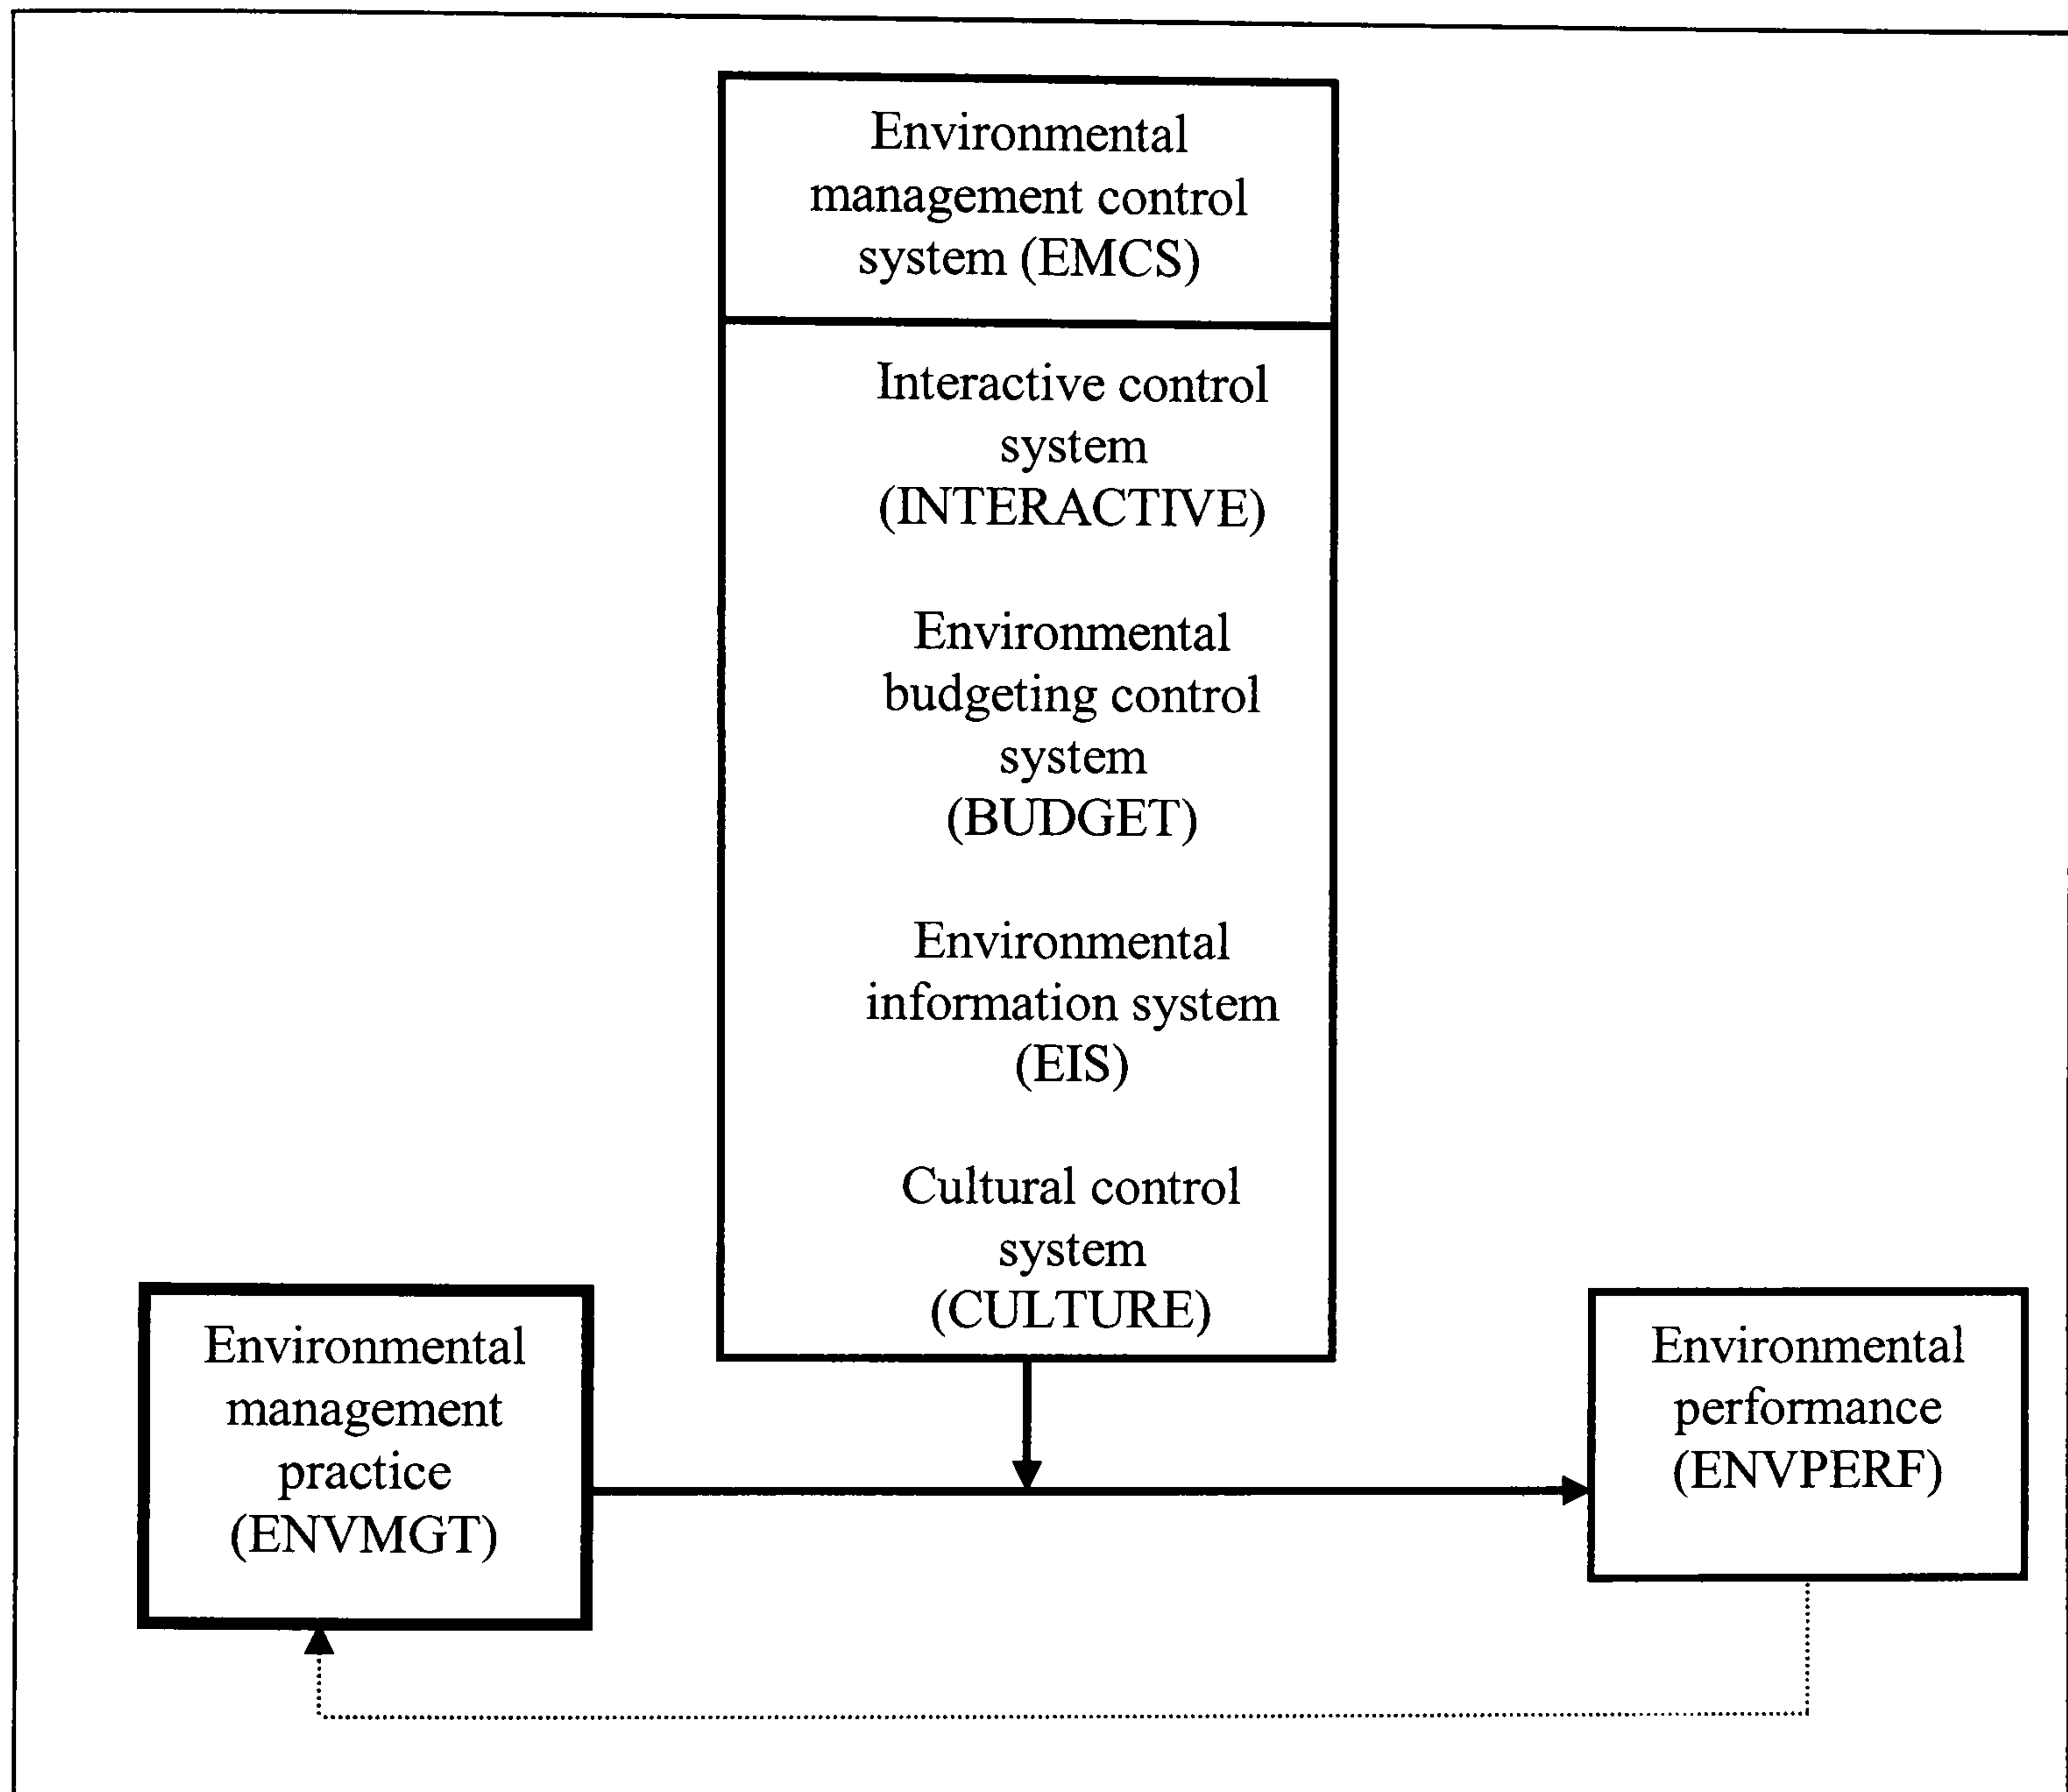 Environmental
management control
system (EMCS)
Interactive control
system
(INTERACTIVE)
Environmental
budgeting control
system
(BUDGET)
Environmental
information system
(EIS)
Cultural control
system
(CULTURE)
Environmental
management
practice
(ENVMGT)
Environmental
performance
(ENVPERF)